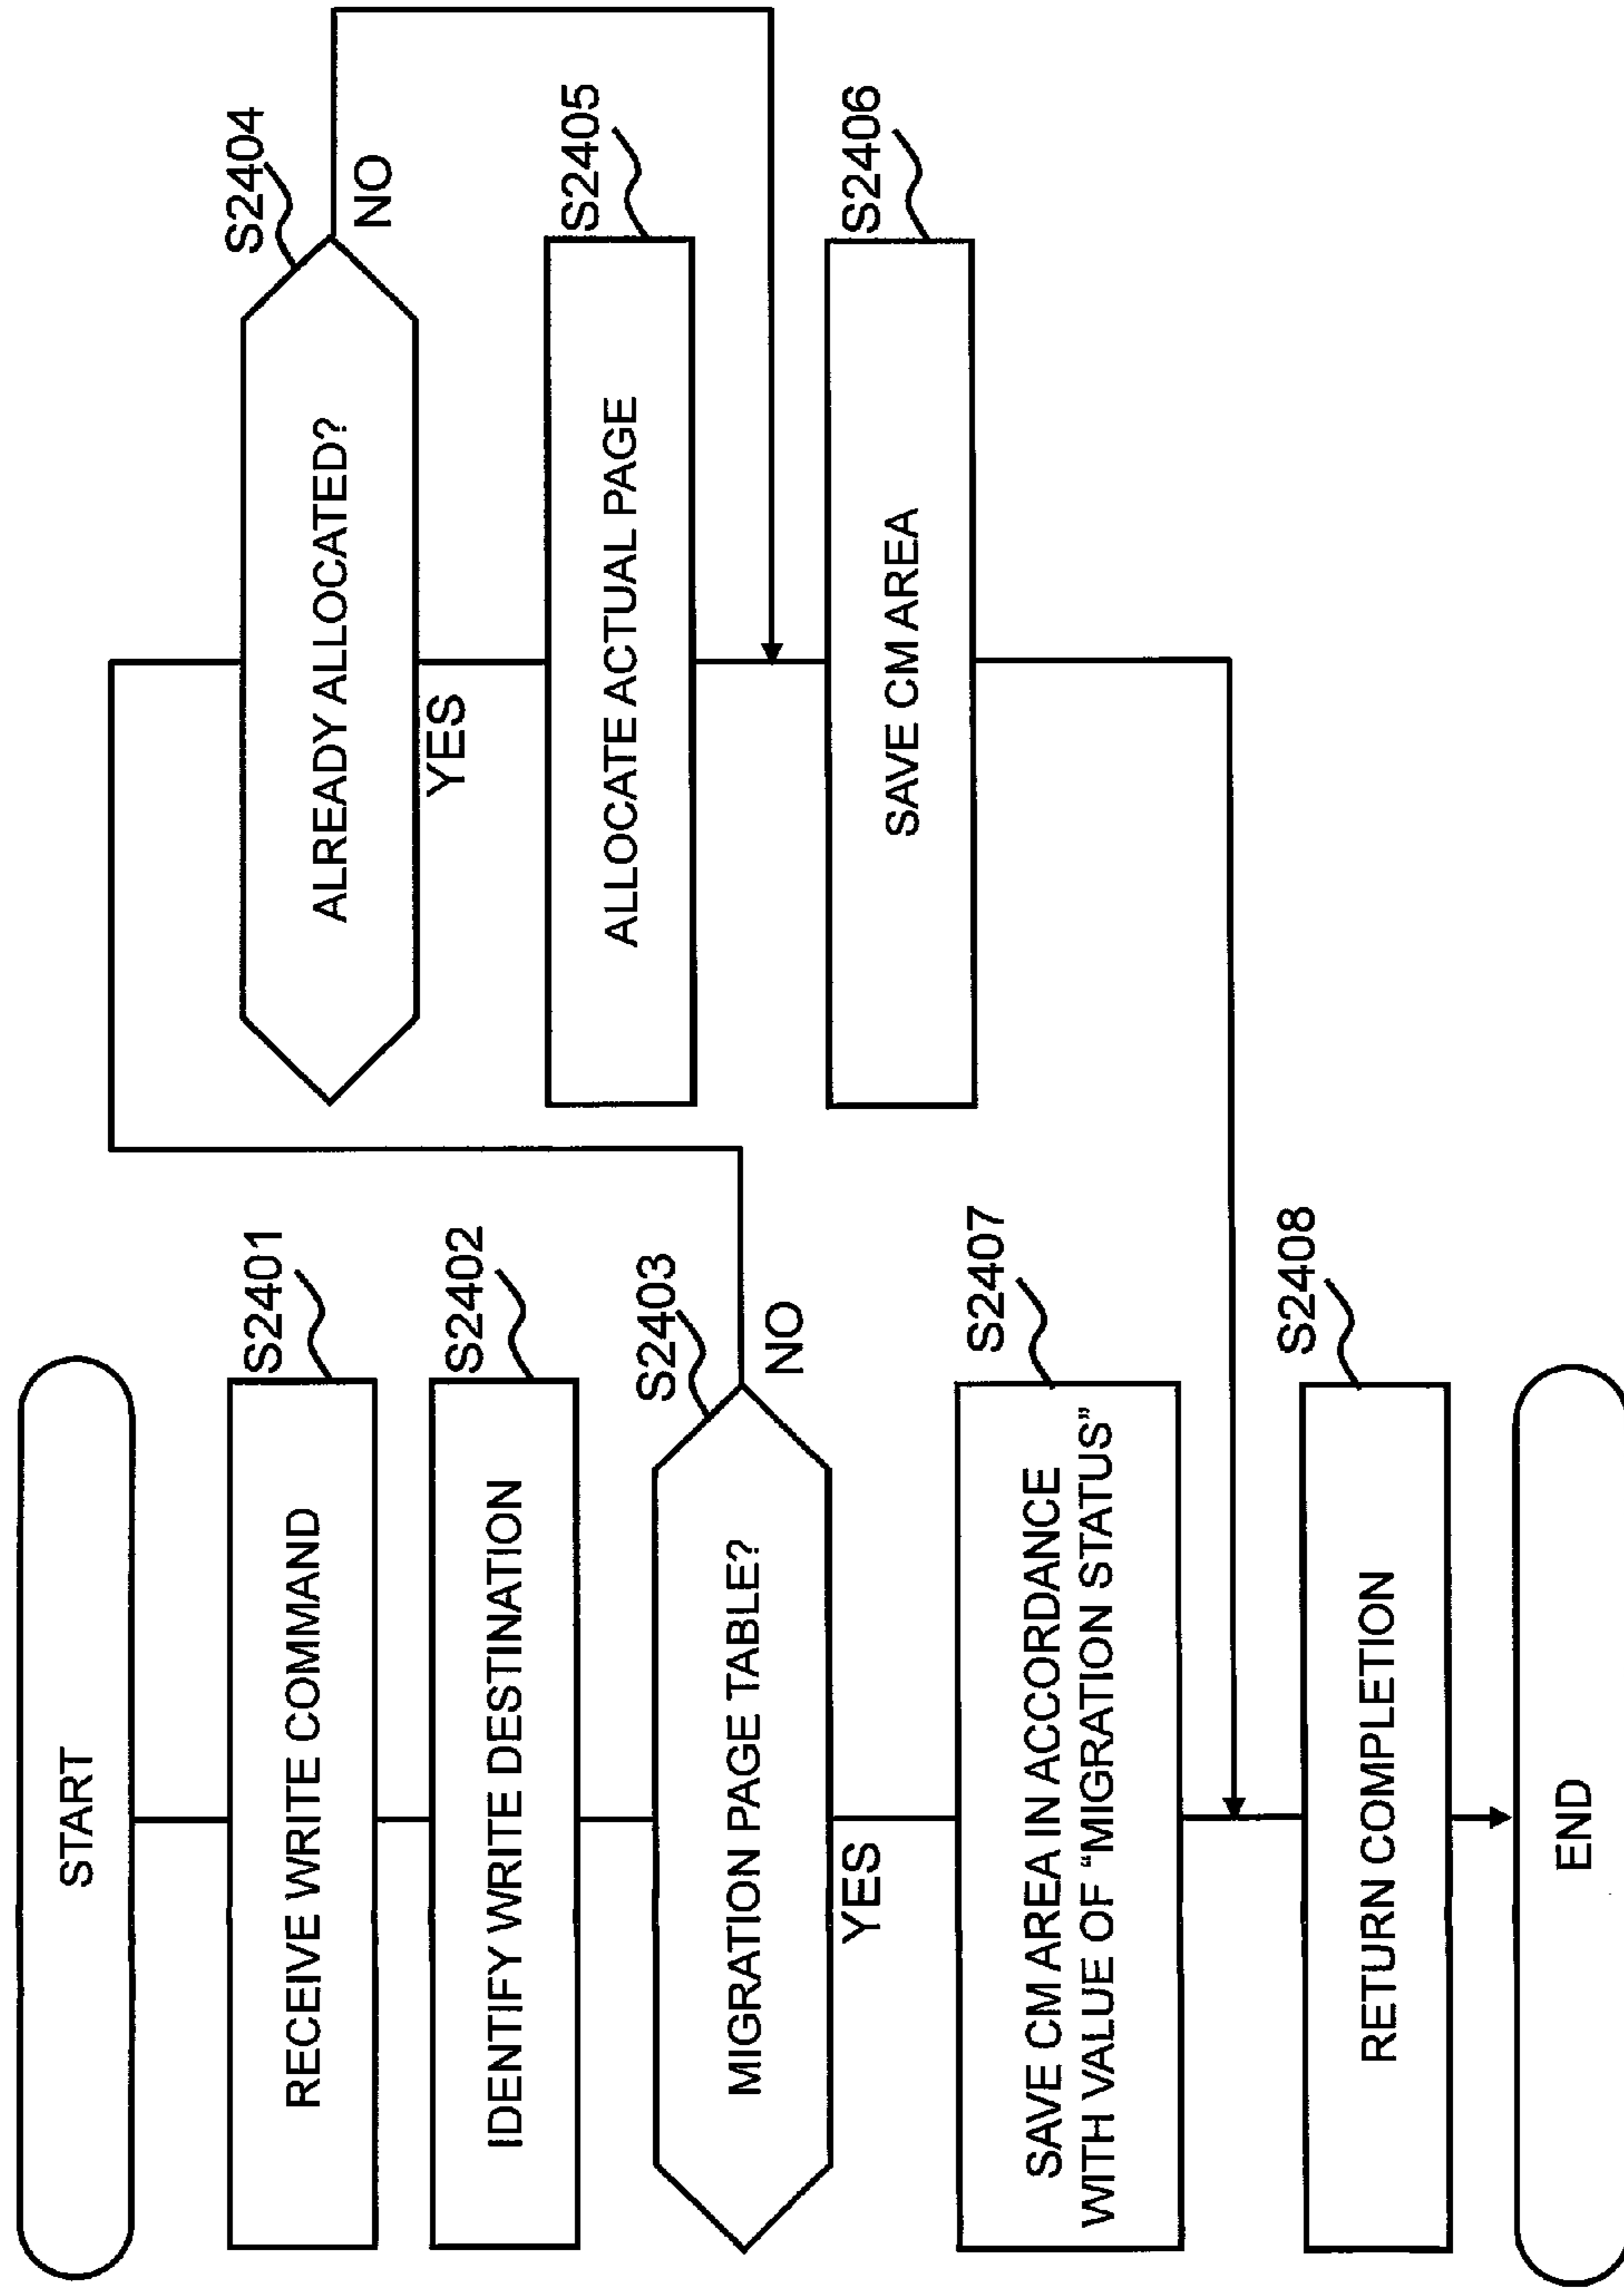 START
S2401
RECEIVE WRITE COMMAND
S2402
IDENTIFY WRITE DESTINATION
S2403
MIGRATION PAGE TABLE?
NO
YES
S2404
ALREADY ALLOCATED?
NO
YES
S2405
ALLOCATE ACTUAL PAGE
S2406
SAVE CM AREA
S2407
SAVE CM AREA IN ACCORDANCE
WITH VALUE OF “MIGRATION STATUS”
S2408
RETURN COMPLETION
END